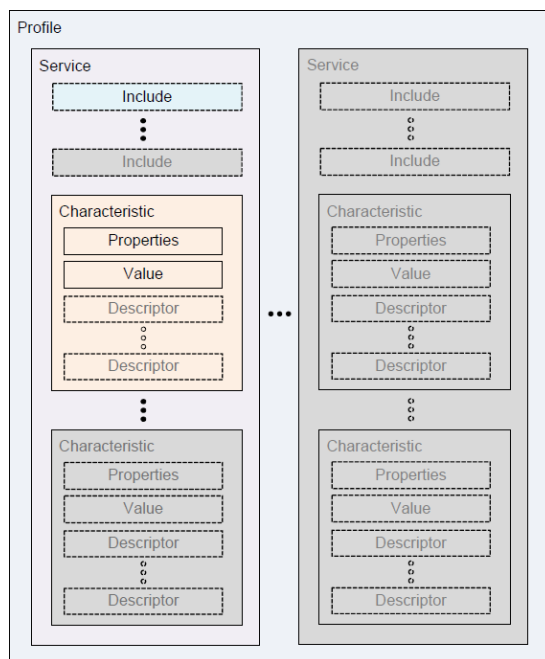 Profile
Service
Include
Include
Characteristic
Properties
Value
Descriptor
Descriptor
Characteristic
Properties
Value
Descriptor
Descriptor
Service
Include
Include
Characteristic
Properties
Value
Descriptor
Descriptor
Characteristic
Properties
Value
Descriptor
Descriptor